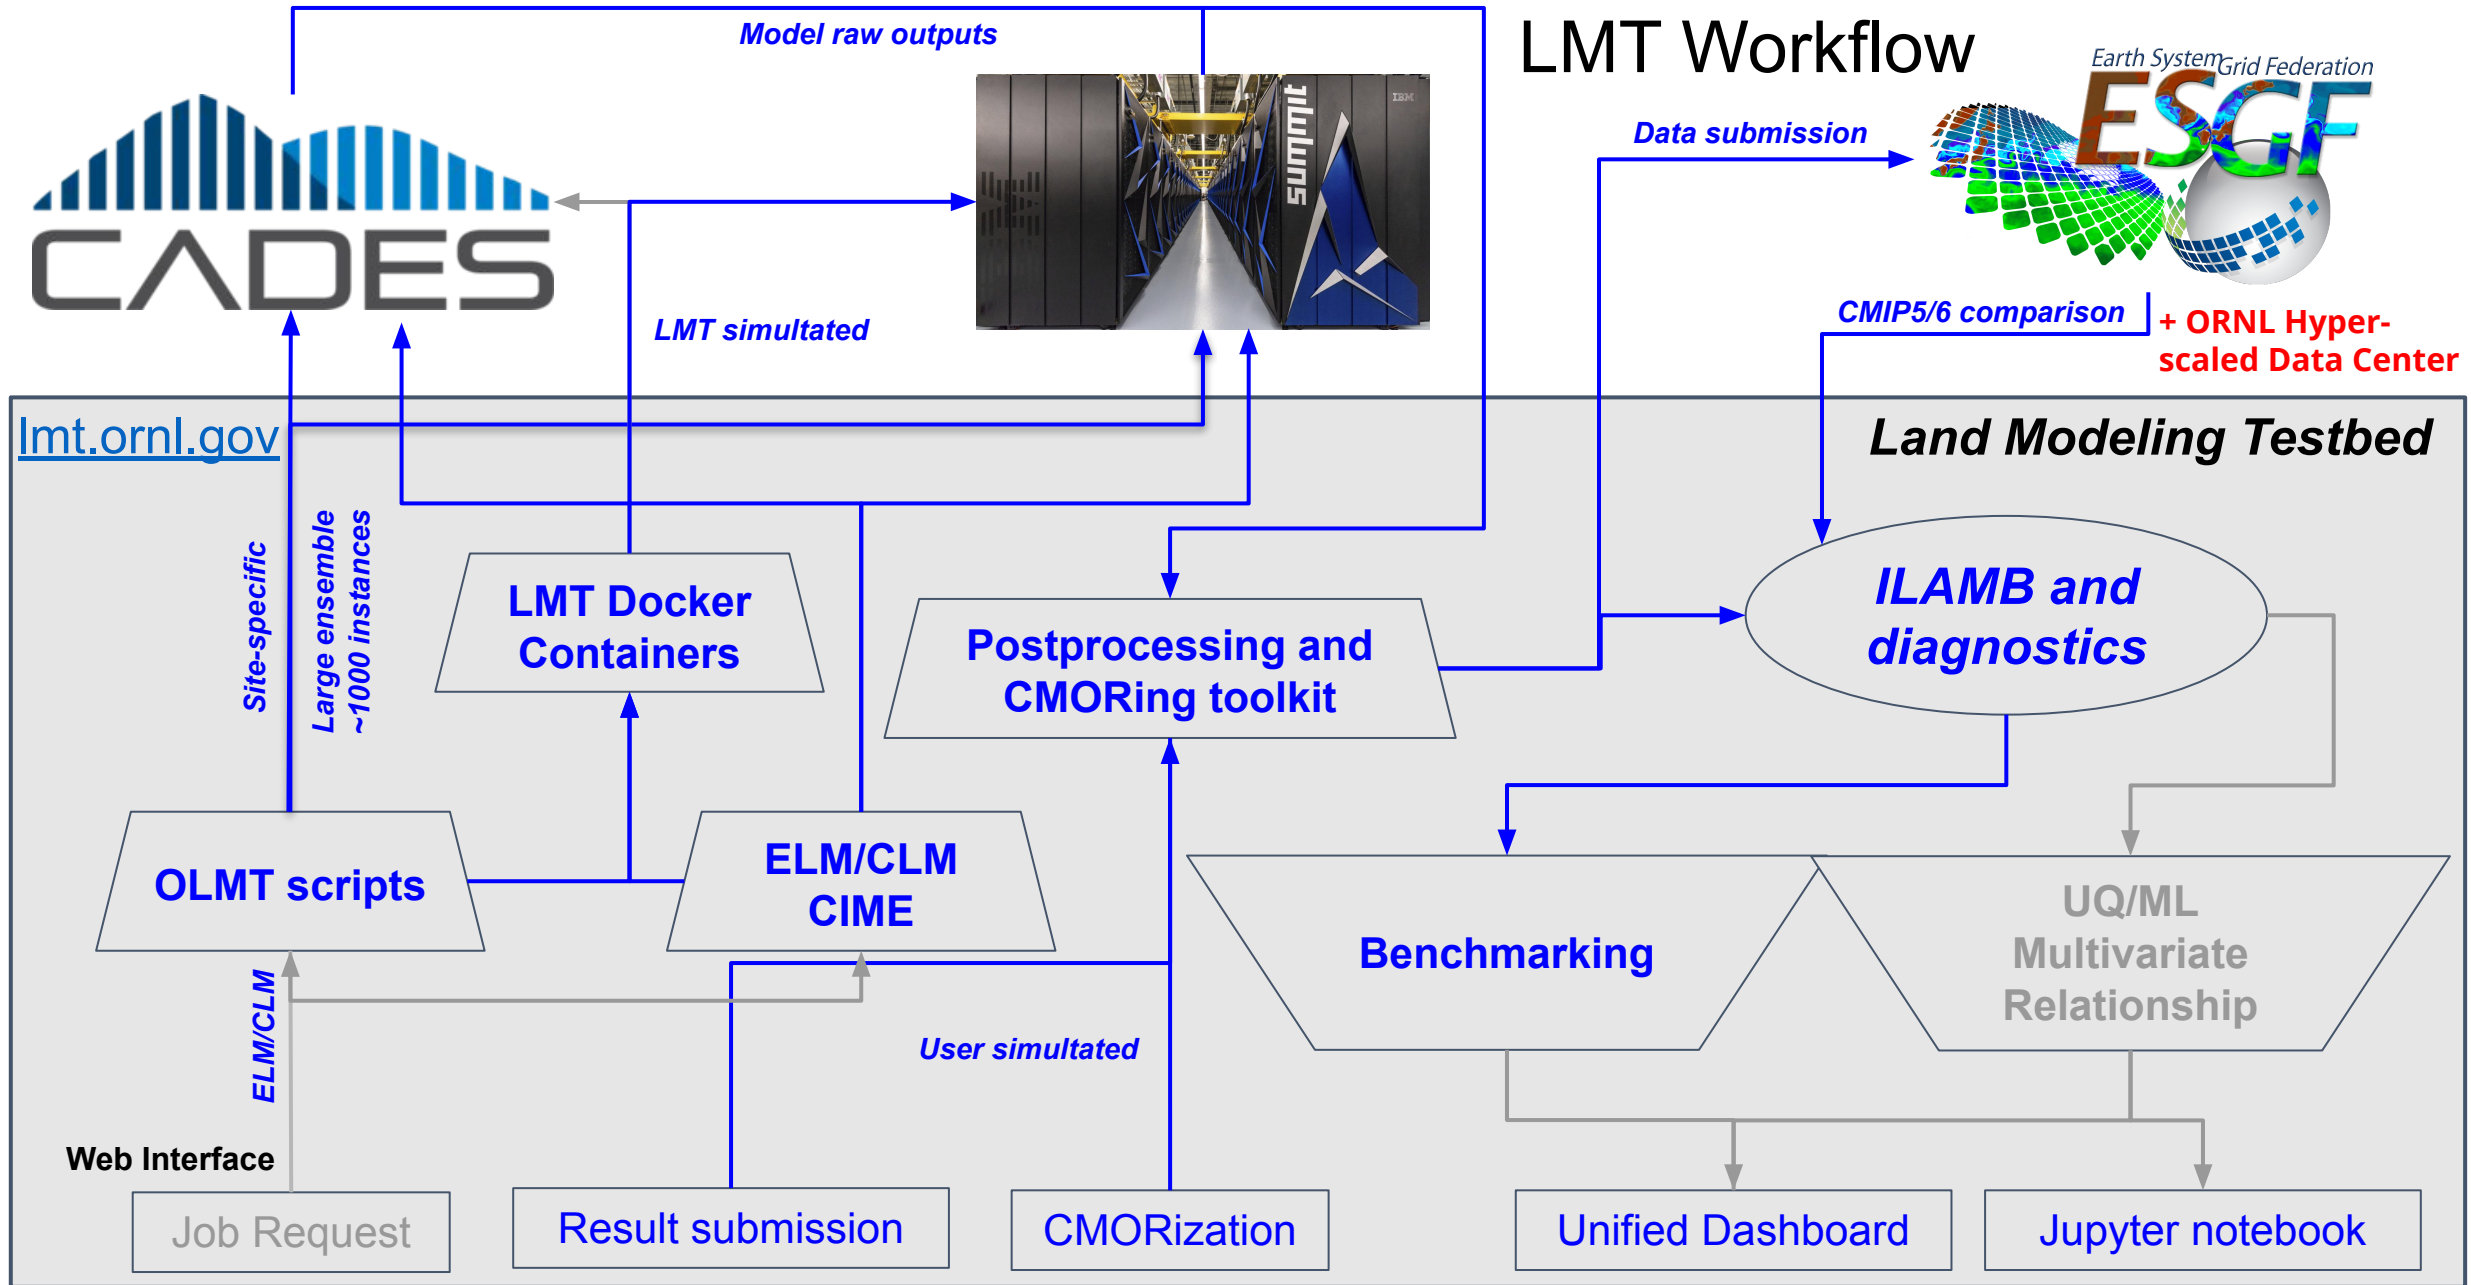 Model raw outputs
LMT Workflow
Earth System Grid Federation
ESGF
CADES
summit
IBM
Data submission
LMT simultated
CMIP5/6 comparison
+ ORNL Hyper-
scaled Data Center
lmt.ornl.gov
Land Modeling Testbed
Site-specific
Large ensemble
~1000 instances
LMT Docker
Containers
Postprocessing and
CMORing toolkit
ILAMB and
diagnostics
OLMT scripts
ELM/CLM
CIME
Benchmarking
UQ/ML
Multivariate
Relationship
ELM/CLM
User simultated
Web Interface
Job Request
Result submission
CMORization
Unified Dashboard
Jupyter notebook